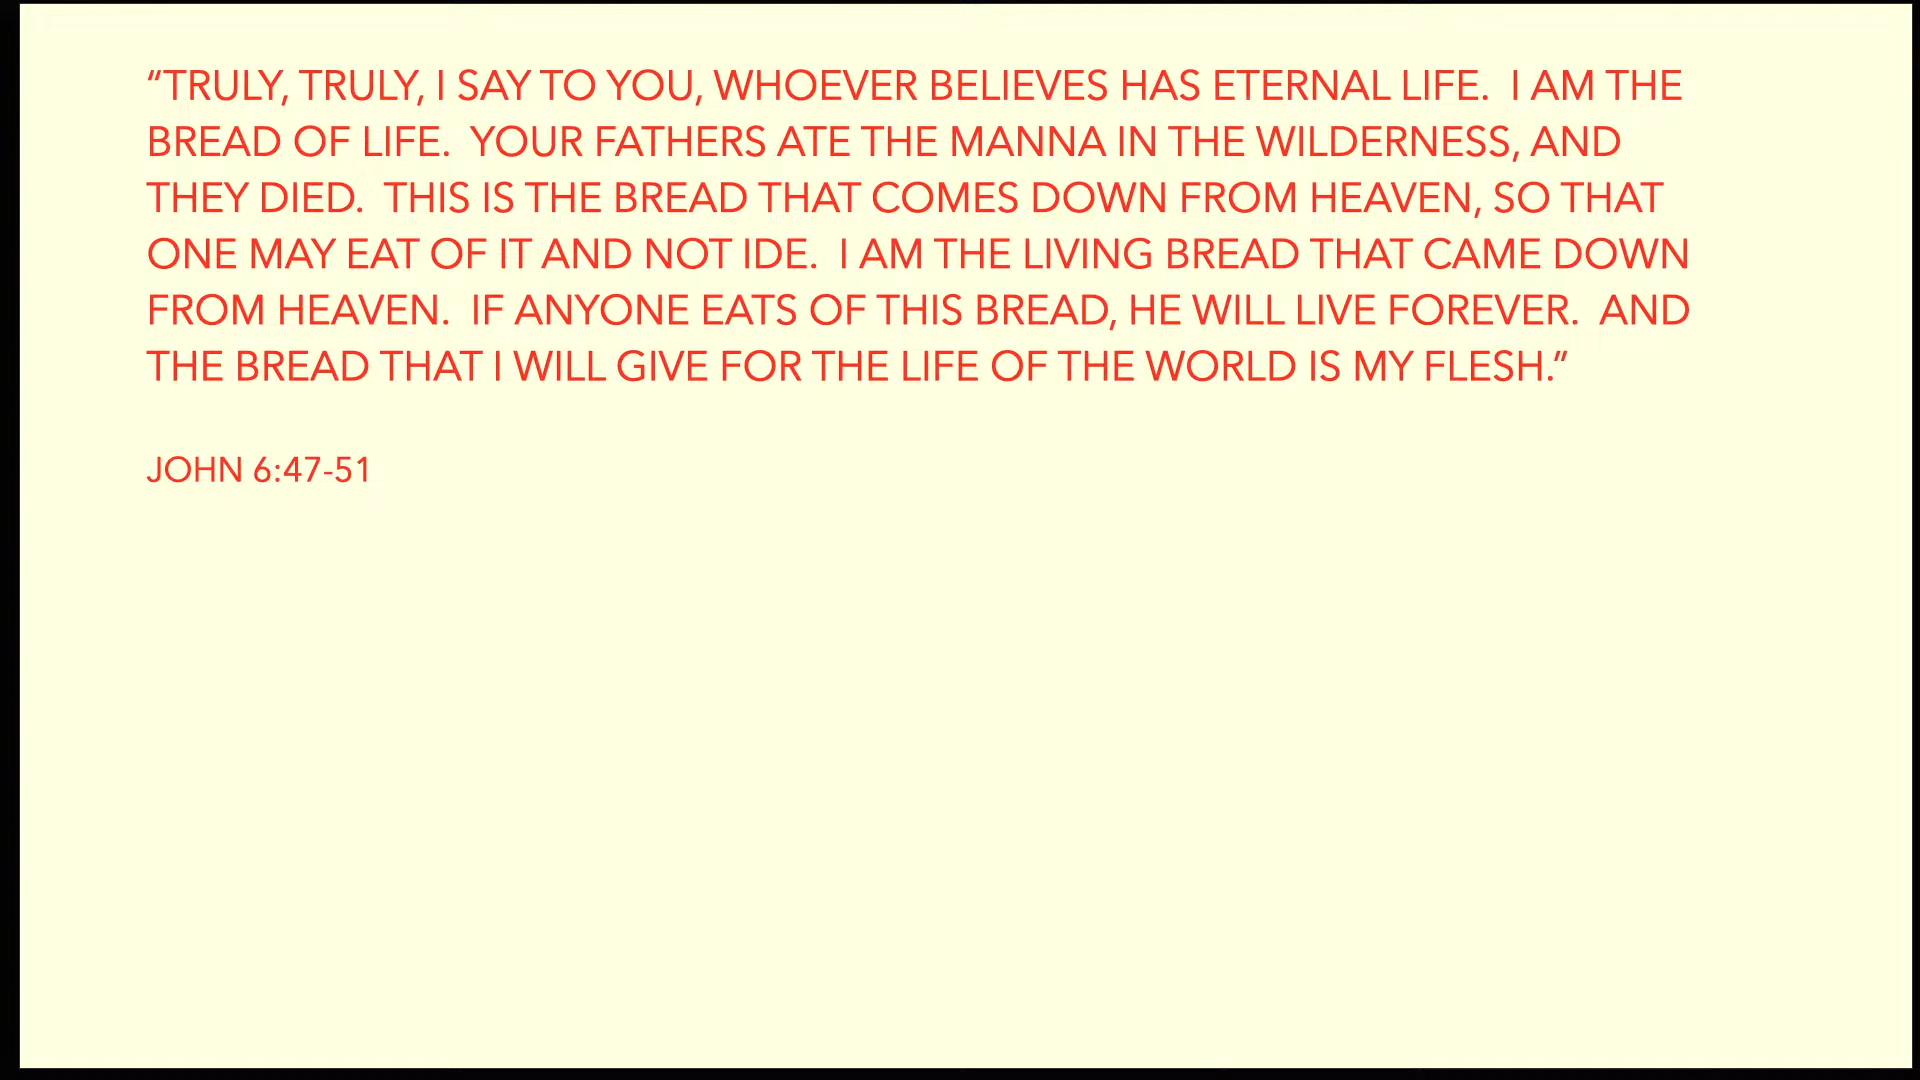 “TRULY, TRULY, I SAY TO YOU, WHOEVER BELIEVES HAS ETERNAL LIFE.  I AM THE
BREAD OF LIFE.  YOUR FATHERS ATE THE MANNA IN THE WILDERNESS, AND
THEY DIED.  THIS IS THE BREAD THAT COMES DOWN FROM HEAVEN, SO THAT
ONE MAY EAT OF IT AND NOT IDE.  I AM THE LIVING BREAD THAT CAME DOWN
FROM HEAVEN.  IF ANYONE EATS OF THIS BREAD, HE WILL LIVE FOREVER.  AND
THE BREAD THAT I WILL GIVE FOR THE LIFE OF THE WORLD IS MY FLESH.”
JOHN 6:47-51